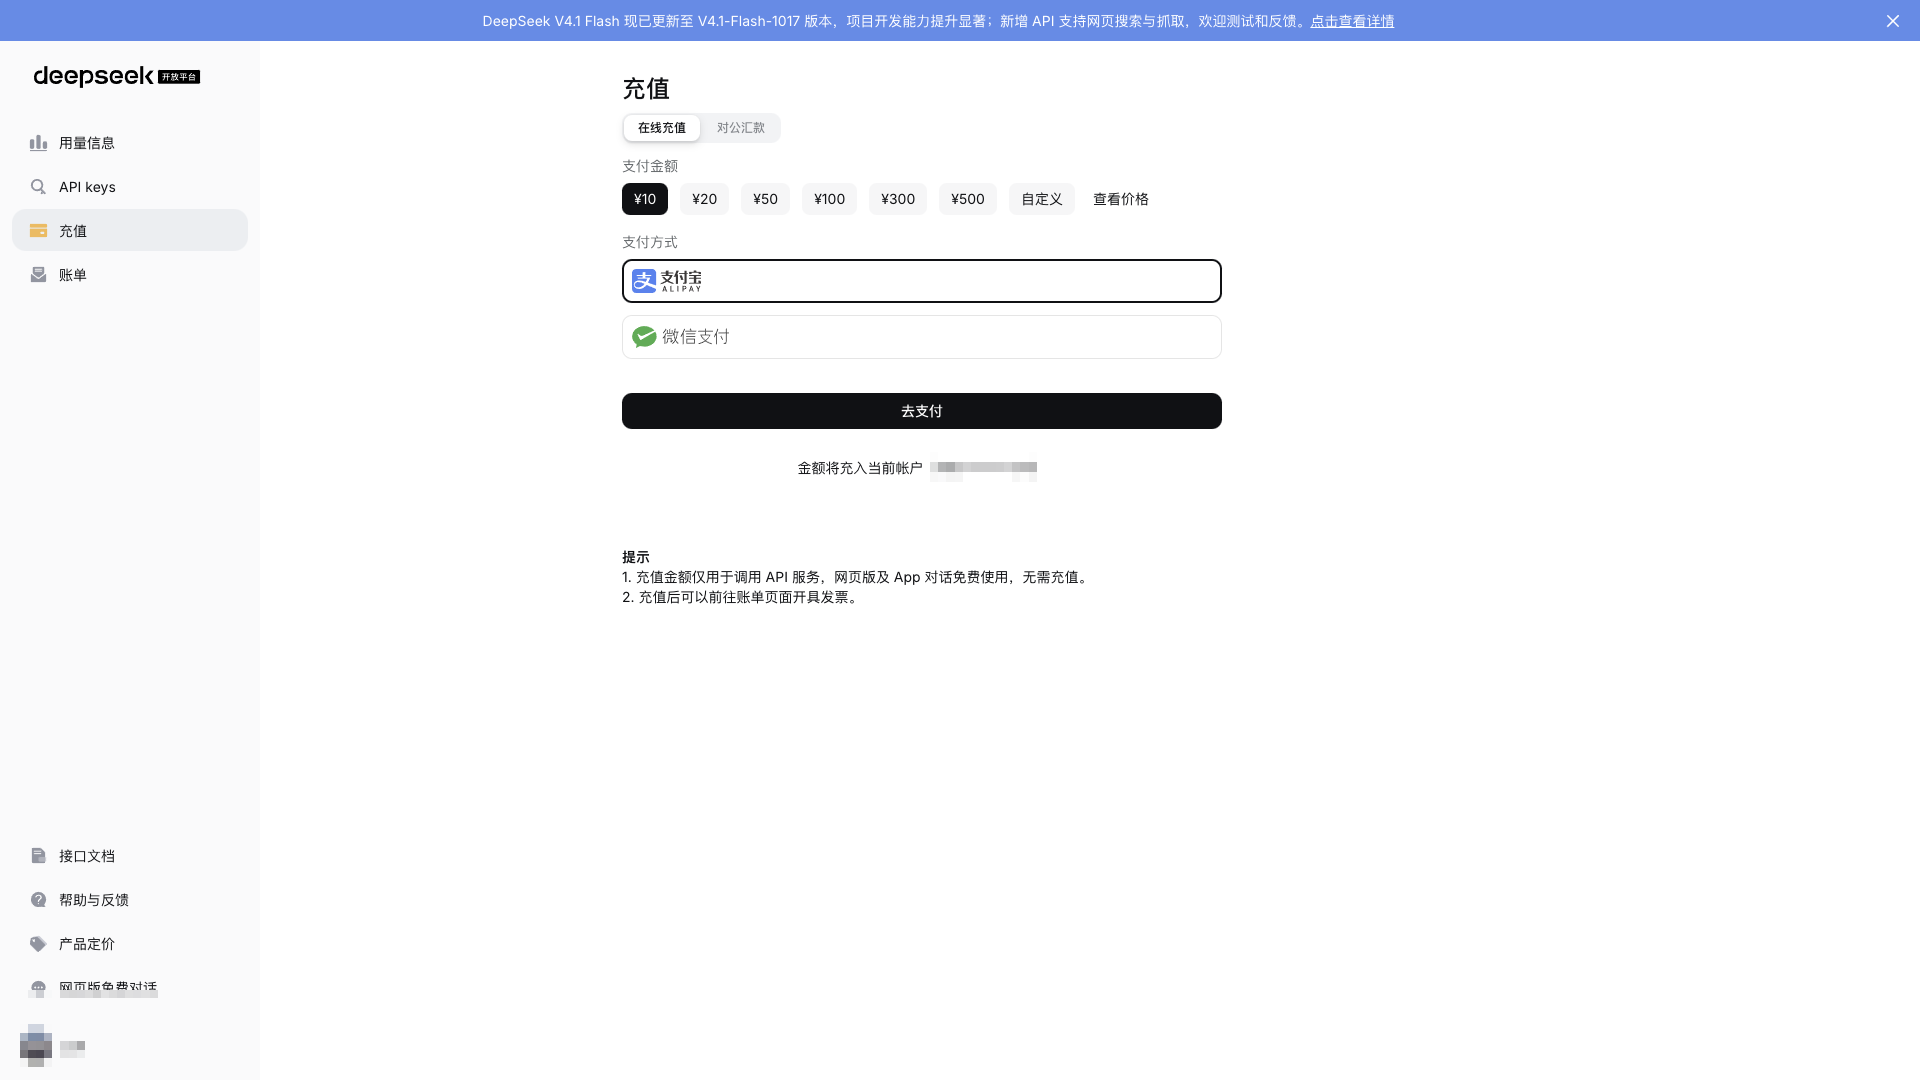 DeepSeek V4.1 Flash 现已更新至 V4.1-Flash-1017 版本，项目开发能力提升显著；新增 API 支持网页搜索与抓取，欢迎测试和反馈。点击查看详情
deepseek 开放平台
用量信息
API keys
充值
账单
充值
在线充值 对公汇款
支付金额
¥10 ¥20 ¥50 ¥100 ¥300 ¥500 自定义 查看价格
支付方式
支付宝
ALIPAY
微信支付
去支付
金额将充入当前帐户
提示
1. 充值金额仅用于调用 API 服务，网页版及 App 对话免费使用，无需充值。
2. 充值后可以前往账单页面开具发票。
接口文档
帮助与反馈
产品定价
网页版免费对话